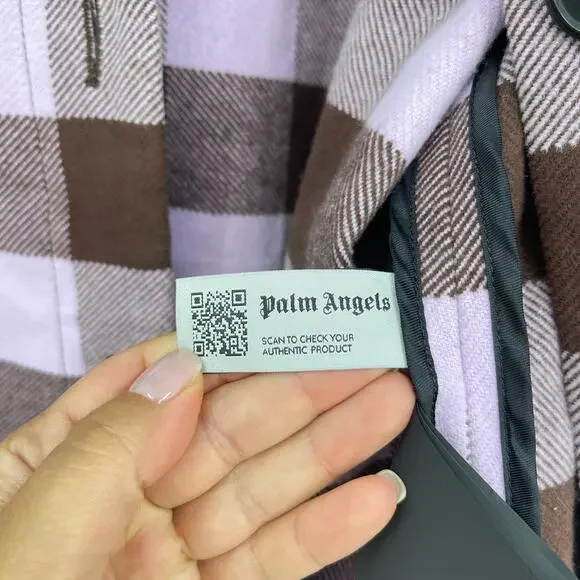 Palm Angels
SCAN TO CHECK YOUR
AUTHENTIC PRODUCT